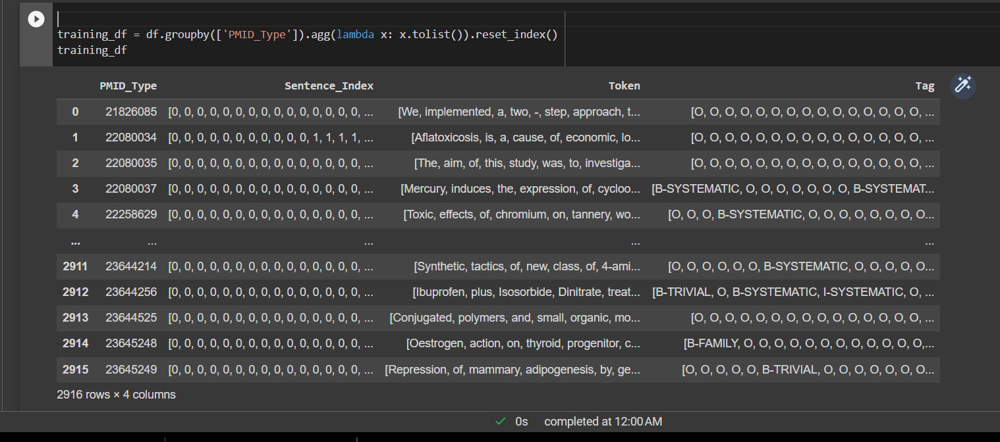 training_df = df.groupby(['PMID_Type']).agg(lambda x: x.tolist()).reset_index()
training_df
PMID_Type Sentence_Index Token Tag
0 21826085 [0, 0, 0, 0, 0, 0, 0, 0, 0, 0, 0, 0, 0, 0, 0, ... [We, implemented, a, two, -, step, approach, t... [O, O, O, O, O, O, O, O, O, O, O, O, O, O, O, ...
1 22080034 [0, 0, 0, 0, 0, 0, 0, 0, 0, 0, 0, 1, 1, 1, 1, ... [Aflatoxicosis, is, a, cause, of, economic, lo... [O, O, O, O, O, O, O, O, O, O, O, O, O, O, O, ...
2 22080035 [0, 0, 0, 0, 0, 0, 0, 0, 0, 0, 0, 0, 0, 0, 0, ... [The, aim, of, this, study, was, to, investiga... [O, O, O, O, O, O, O, O, O, O, O, O, O, O, O, ...
3 22080037 [0, 0, 0, 0, 0, 0, 0, 0, 0, 0, 0, 0, 0, 0, 0, ... [Mercury, induces, the, expression, of, cycloo... [B-SYSTEMATIC, O, O, O, O, O, O, O, B-SYSTEMAT...
4 22258629 [0, 0, 0, 0, 0, 0, 0, 0, 0, 0, 0, 0, 0, 0, 0, ... [Toxic, effects, of, chromium, on, tannery, wo... [O, O, O, B-SYSTEMATIC, O, O, O, O, O, O, O, O...
... ... ... ... ...
2911 23644214 [0, 0, 0, 0, 0, 0, 0, 0, 0, 0, 0, 0, 0, 0, 0, ... [Synthetic, tactics, of, new, class, of, 4-ami... [O, O, O, O, O, O, B-SYSTEMATIC, O, O, O, O, O...
2912 23644256 [0, 0, 0, 0, 0, 0, 0, 0, 0, 0, 0, 0, 0, 0, 0, ... [Ibuprofen, plus, Isosorbide, Dinitrate, treat... [B-TRIVIAL, O, B-SYSTEMATIC, I-SYSTEMATIC, O, ...
2913 23644525 [0, 0, 0, 0, 0, 0, 0, 0, 0, 0, 0, 0, 0, 0, 0, ... [Conjugated, polymers, and, small, organic, mo... [O, O, O, O, O, O, O, O, O, O, O, O, O, O, O, ...
2914 23645248 [0, 0, 0, 0, 0, 0, 0, 0, 0, 0, 0, 0, 0, 0, 0, ... [Oestrogen, action, on, thyroid, progenitor, c... [B-FAMILY, O, O, O, O, O, O, O, O, O, O, O, O,...
2915 23645249 [0, 0, 0, 0, 0, 0, 0, 0, 0, 0, 0, 0, 0, 0, 0, ... [Repression, of, mammary, adipogenesis, by, ge... [O, O, O, O, O, B-TRIVIAL, O, O, O, O, O, O, O...
2916 rows × 4 columns
0s completed at 12:00 AM